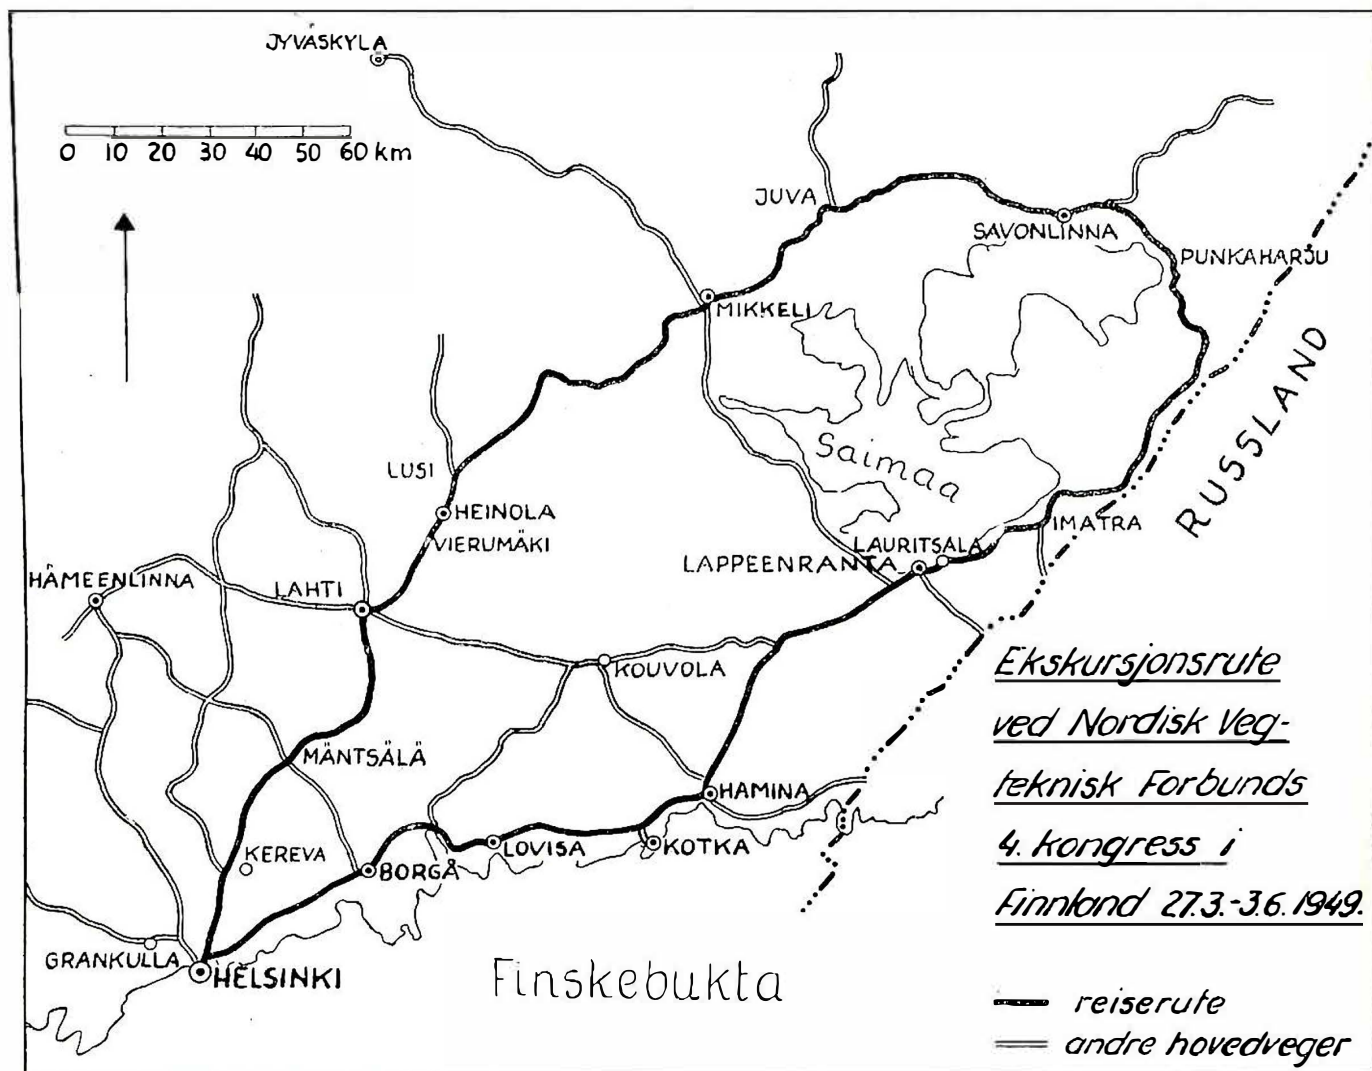 JYVÄSKYLA
0 10 20 30 40 50 60 km
JUVA
SAVONLINNA
PUNKAHARJU
MIKKELI
RUSSLAND
LUSI
Saimaa
HEINOLA
VIERUMÄKI
IMATRA
LAURITSALA
LAPPEENRANTA
HÄMEENLINNA
LAHTI
KOUVOLA
MÄNTSÄLÄ
HAMINA
KEREVA
BORGÅ
LOVISA
KOTKA
GRANKULLA
HELSINKI
Finskebukta
Ekskursjonsrute
ved Nordisk Veg-
teknisk Forbunds
4. kongress i
Finnland 27.3.-3.6.1949.
reiserute
andre hovedveger